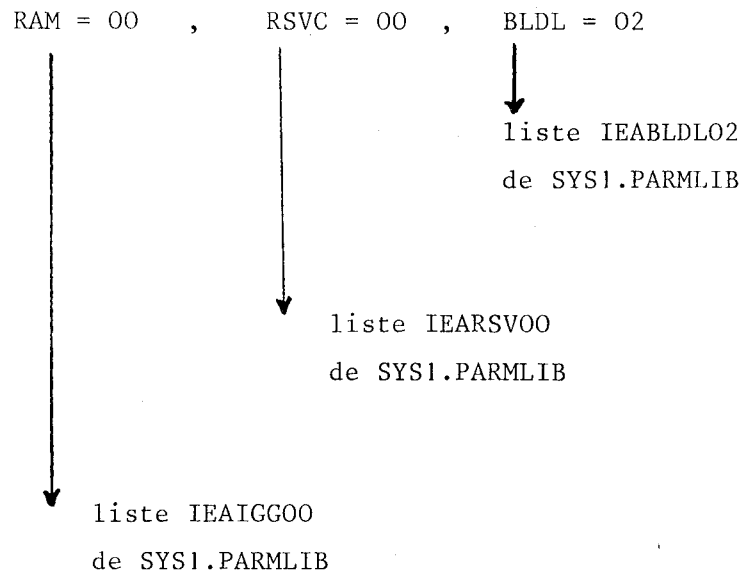 RAM = 00 , RSVC = 00 , BLDL = 02
liste IEABLDL02
de SYS1.PARMLIB
liste IEARSV00
de SYS1.PARMLIB
liste IEAIGG00
de SYS1.PARMLIB